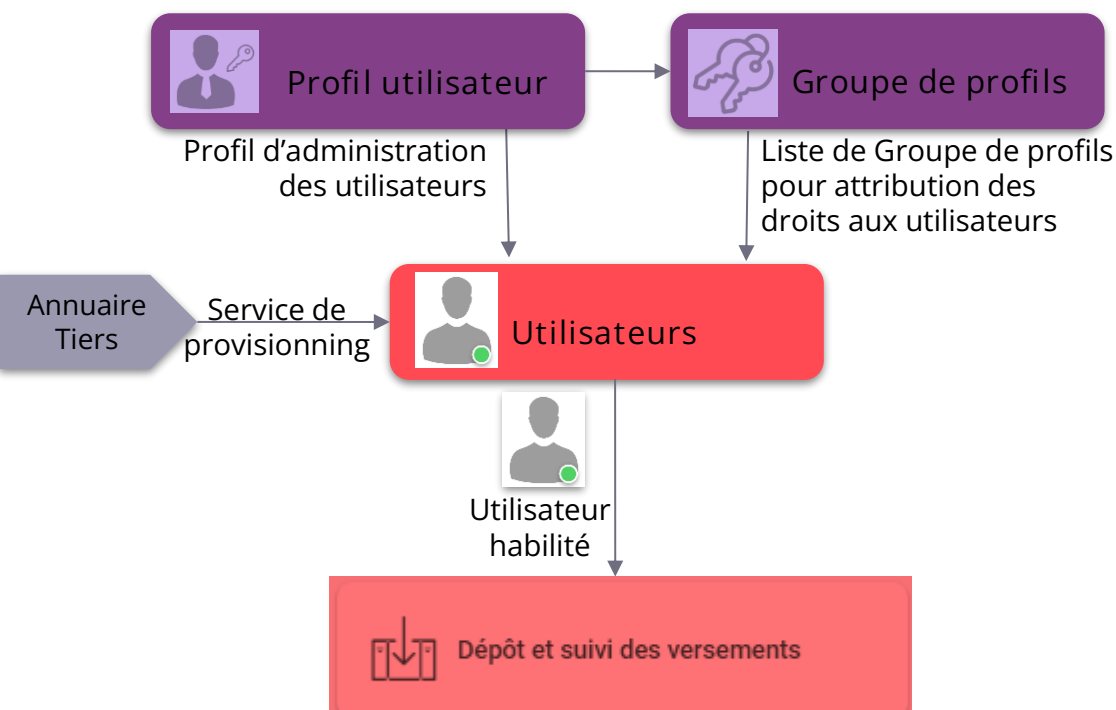 Profil utilisateur
Groupe de profils
Profil d’administration
des utilisateurs
Liste de Groupe de profils
pour attribution des
droits aux utilisateurs
Annuaire
Tiers
Service de
provisionning
Utilisateurs
Utilisateur
habilité
Dépôt et suivi des versements